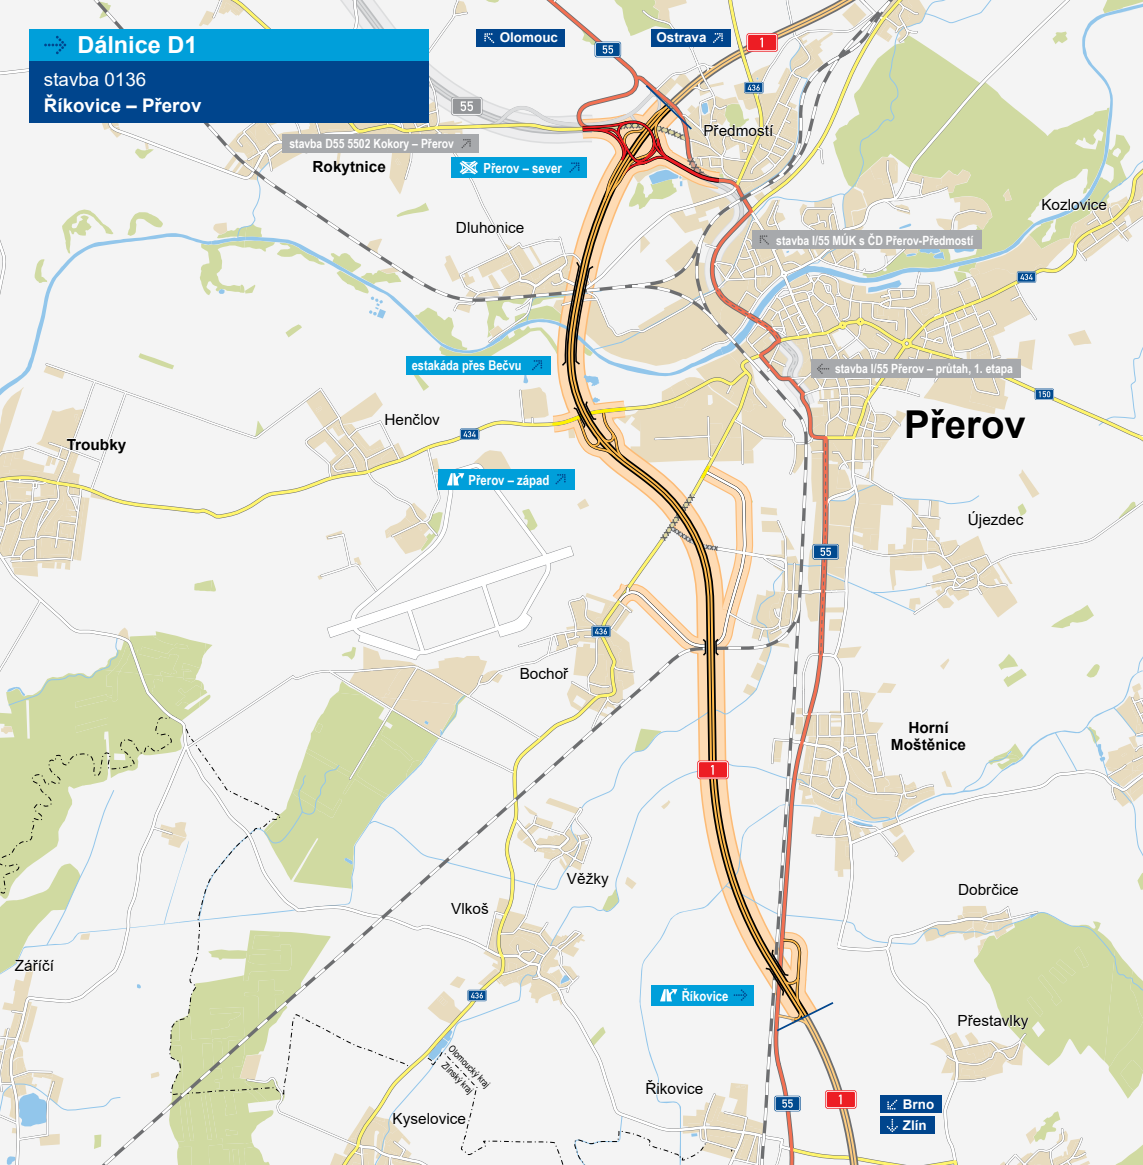 Dálnice D1
stavba 0136
Říkovice – Přerov
Olomouc
Ostrava
1
55
55
436
Předmostí
stavba D55 5502 Kokory – Přerov
Rokytnice
Přerov – sever
Kozlovice
Dluhonice
stavba I/55 MÚK s ČD Přerov-Předmostí
434
estakáda přes Bečvu
stavba I/55 Přerov – průtah, 1. etapa
150
Henčlov
434
Přerov
Troubky
Přerov – západ
Újezdec
55
436
Bochoř
Horní
Moštěnice
1
Věžky
Dobrčice
Vlkoš
Záříčí
436
Říkovice
Přestavlky
Olomoucký kraj
Zlínský kraj
Říkovice
55
1
Brno
Zlín
Kyselovice